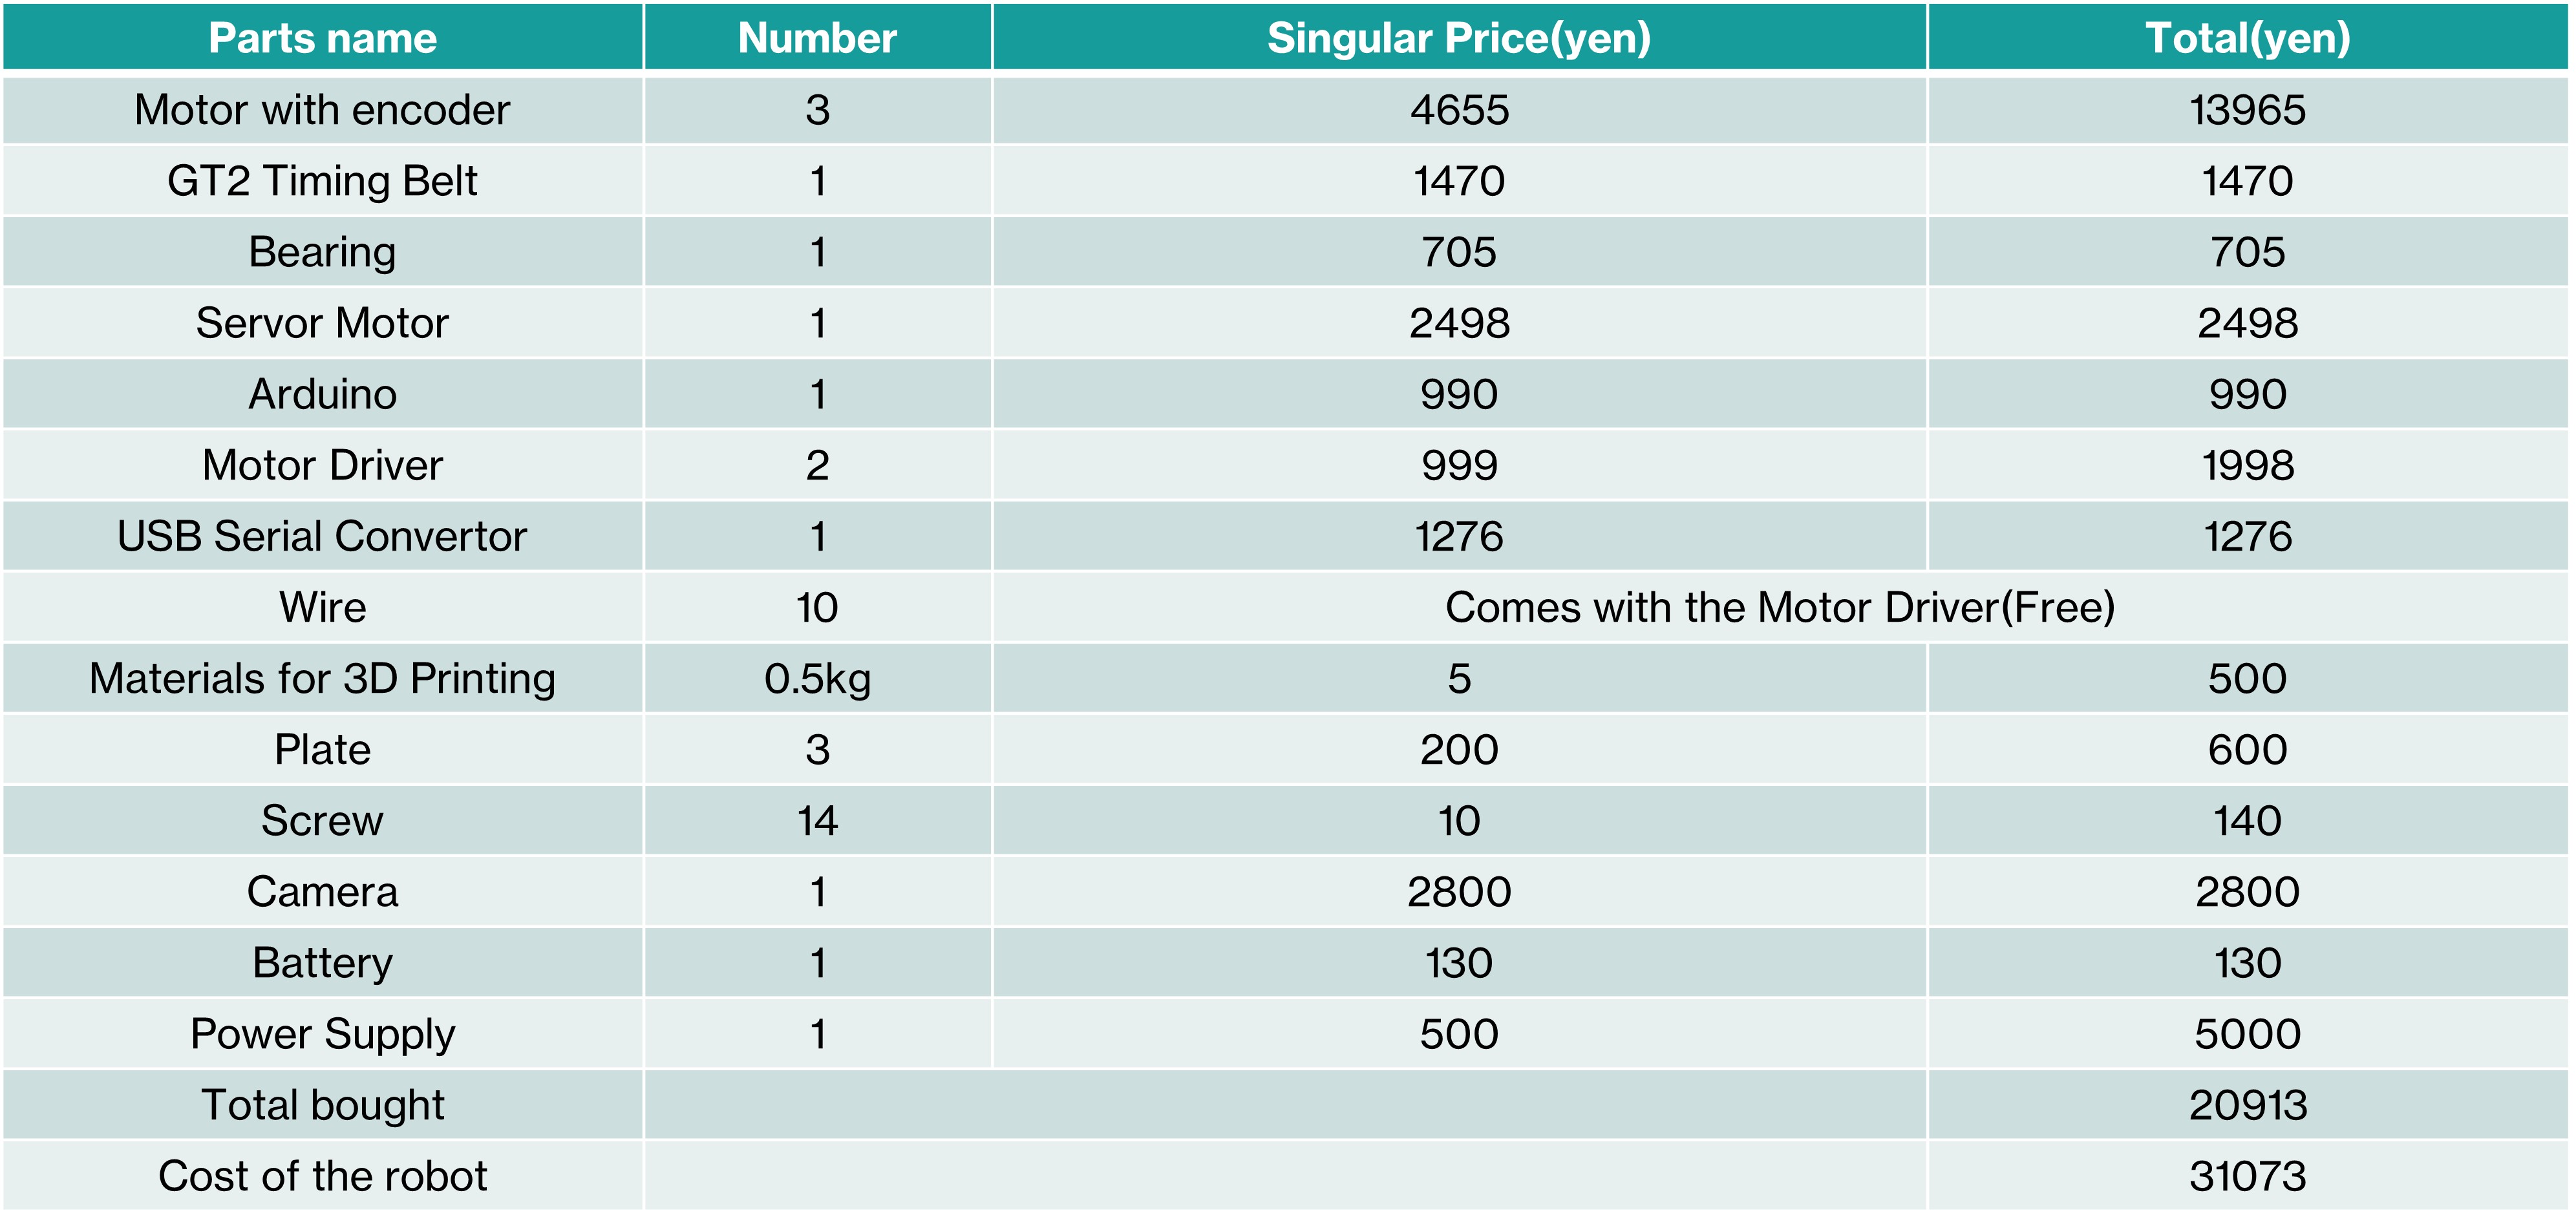 Parts name Number Singular Price(yen) Total(yen)
Motor with encoder 3 4655 13965
GT2 Timing Belt 1 1470 1470
Bearing 1 705 705
Servor Motor 1 2498 2498
Arduino 1 990 990
Motor Driver 2 999 1998
USB Serial Convertor 1 1276 1276
Wire 10 Comes with the Motor Driver(Free)
Materials for 3D Printing 0.5kg 5 500
Plate 3 200 600
Screw 14 10 140
Camera 1 2800 2800
Battery 1 130 130
Power Supply 1 500 5000
Total bought 20913
Cost of the robot 31073